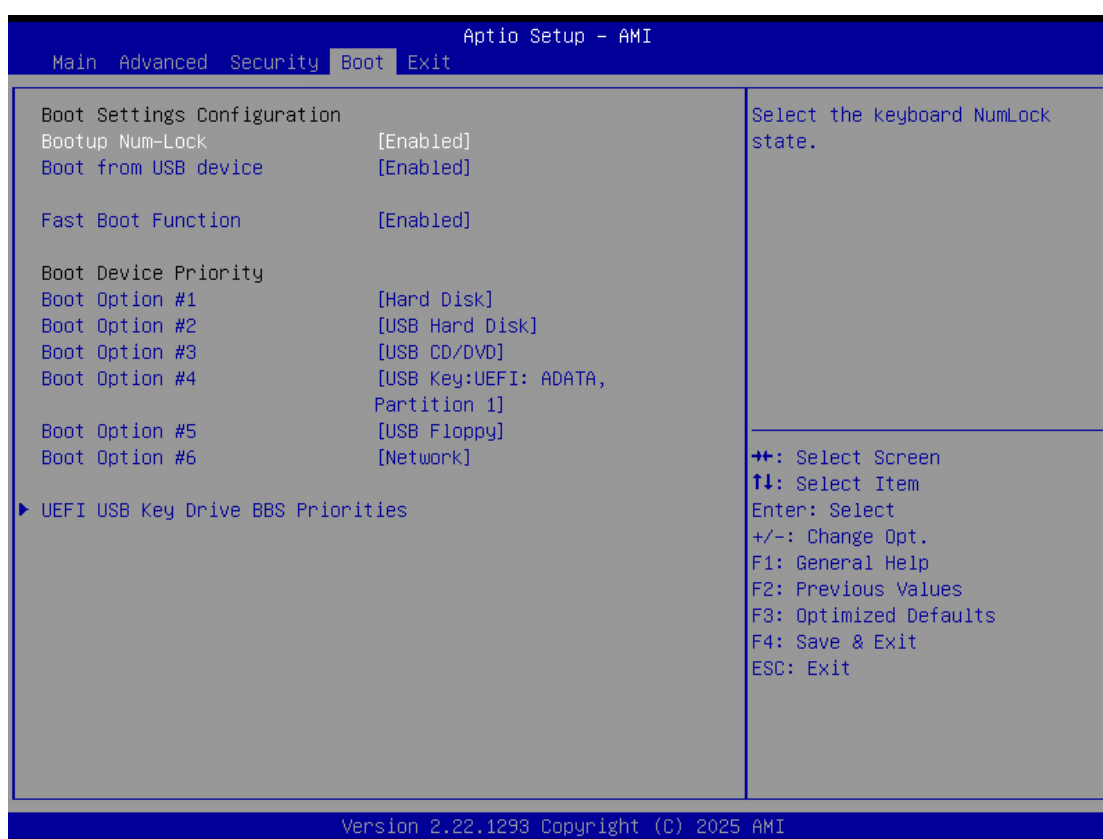 Aptio Setup – AMI
Main Advanced Security Boot Exit
Boot Settings Configuration
Bootup Num-Lock [Enabled]
Boot from USB device [Enabled]
Fast Boot Function [Enabled]
Boot Device Priority
Boot Option #1 [Hard Disk]
Boot Option #2 [USB Hard Disk]
Boot Option #3 [USB CD/DVD]
Boot Option #4 [USB Key:UEFI: ADATA,
Partition 1]
Boot Option #5 [USB Floppy]
Boot Option #6 [Network]
UEFI USB Key Drive BBS Priorities
Select the keyboard NumLock
state.
→←: Select Screen
↑↓: Select Item
Enter: Select
+/-: Change Opt.
F1: General Help
F2: Previous Values
F3: Optimized Defaults
F4: Save & Exit
ESC: Exit
Version 2.22.1293 Copyright (C) 2025 AMI